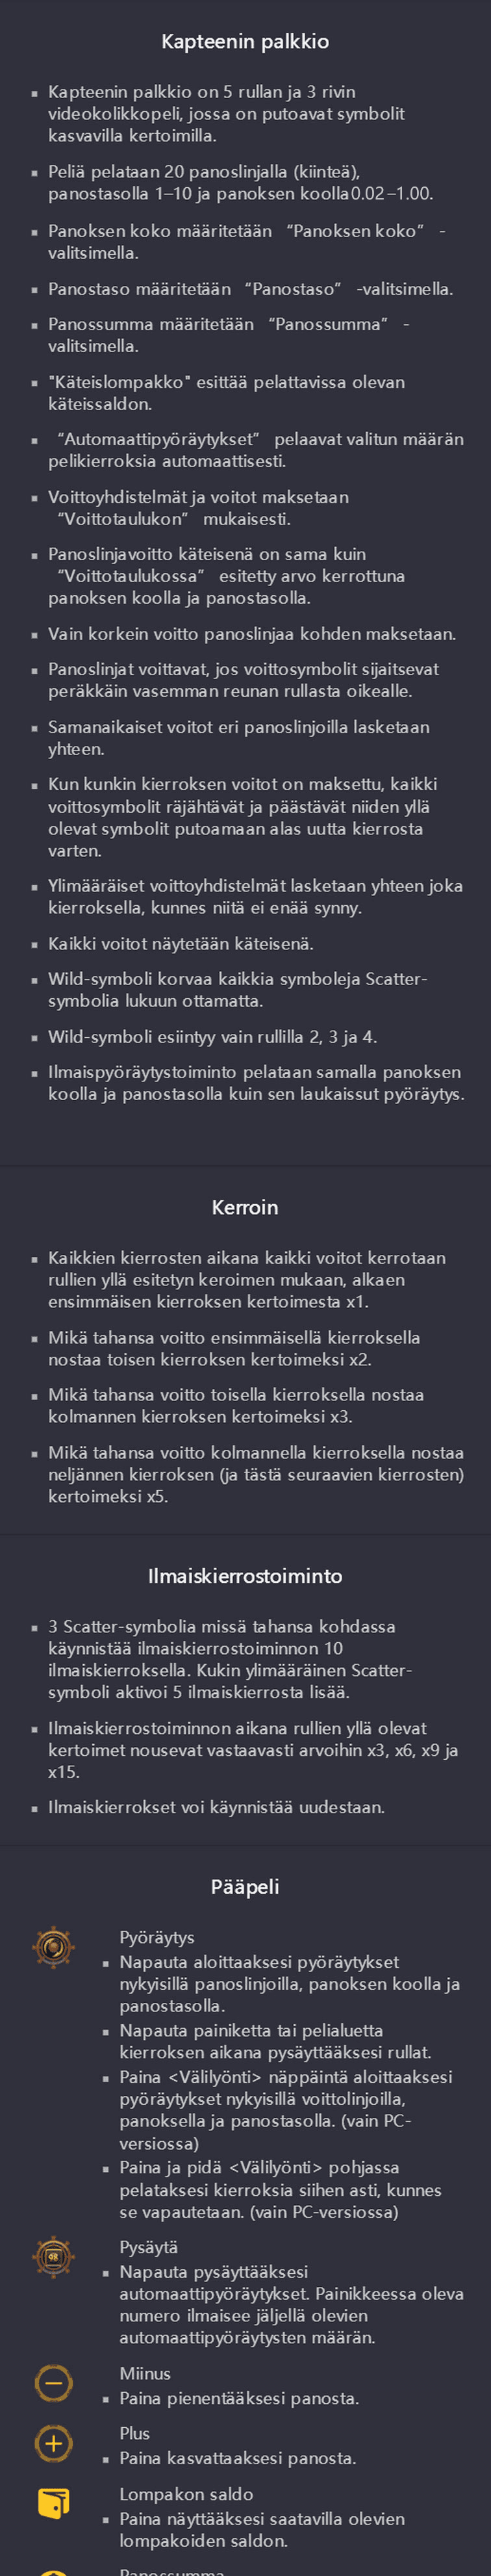 Kapteenin palkkio
Kapteenin palkkio on 5 rullan ja 3 rivin
videokolikkopeli, jossa on putoavat symbolit
kasvavilla kertoimilla.
Peliä pelataan 20 panoslinjalla (kiinteä),
panostasolla 1–10 ja panoksen koolla0.02–1.00.
Panoksen koko määritetään “Panoksen koko” -
valitsimella.
Panostaso määritetään “Panostaso” -valitsimella.
Panossumma määritetään “Panossumma” -
valitsimella.
"Käteislompakko" esittää pelattavissa olevan
käteissaldon.
“Automaattipyöräytykset” pelaavat valitun määrän
pelikierroksia automaattisesti.
Voittoyhdistelmät ja voitot maksetaan
“Voittotaulukon” mukaisesti.
Panoslinjavoitto käteisenä on sama kuin
“Voittotaulukossa” esitetty arvo kerrottuna
panoksen koolla ja panostasolla.
Vain korkein voitto panoslinjaa kohden maksetaan.
Panoslinjat voittavat, jos voittosymbolit sijaitsevat
peräkkäin vasemman reunan rullasta oikealle.
Samanaikaiset voitot eri panoslinjoilla lasketaan
yhteen.
Kun kunkin kierroksen voitot on maksettu, kaikki
voittosymbolit räjähtävät ja päästävät niiden yllä
olevat symbolit putoamaan alas uutta kierrosta
varten.
Ylimääräiset voittoyhdistelmät lasketaan yhteen joka
kierroksella, kunnes niitä ei enää synny.
Kaikki voitot näytetään käteisenä.
Wild-symboli korvaa kaikkia symboleja Scatter-
symbolia lukuun ottamatta.
Wild-symboli esiintyy vain rullilla 2, 3 ja 4.
Ilmaispyöräytystoiminto pelataan samalla panoksen
koolla ja panostasolla kuin sen laukaissut pyöräytys.
Kerroin
Kaikkien kierrosten aikana kaikki voitot kerrotaan
rullien yllä esitetyn keroimen mukaan, alkaen
ensimmäisen kierroksen kertoimesta x1.
Mikä tahansa voitto ensimmäisellä kierroksella
nostaa toisen kierroksen kertoimeksi x2.
Mikä tahansa voitto toisella kierroksella nostaa
kolmannen kierroksen kertoimeksi x3.
Mikä tahansa voitto kolmannella kierroksella nostaa
neljännen kierroksen (ja tästä seuraavien kierrosten)
kertoimeksi x5.
Ilmaiskierrostoiminto
3 Scatter-symbolia missä tahansa kohdassa
käynnistää ilmaiskierrostoiminnon 10
ilmaiskierroksella. Kukin ylimääräinen Scatter-
symboli aktivoi 5 ilmaiskierrosta lisää.
Ilmaiskierrostoiminnon aikana rullien yllä olevat
kertoimet nousevat vastaavasti arvoihin x3, x6, x9 ja
x15.
Ilmaiskierrokset voi käynnistää uudestaan.
Pääpeli
Pyöräytys
Napauta aloittaaksesi pyöräytykset
nykyisillä panoslinjoilla, panoksen koolla ja
panostasolla.
Napauta painiketta tai pelialuetta
kierroksen aikana pysäyttääksesi rullat.
Paina <Välilyönti> näppäintä aloittaaksesi
pyöräytykset nykyisillä voittolinjoilla,
panoksella ja panostasolla. (vain PC-
versiossa)
Paina ja pidä <Välilyönti> pohjassa
pelataksesi kierroksia siihen asti, kunnes
se vapautetaan. (vain PC-versiossa)
Pysäytä
Napauta pysäyttääksesi
automaattipyöräytykset. Painikkeessa oleva
numero ilmaisee jäljellä olevien
automaattipyöräytysten määrän.
Miinus
Paina pienentääksesi panosta.
Plus
Paina kasvattaaksesi panosta.
Lompakon saldo
Paina näyttääksesi saatavilla olevien
lompakoiden saldon.
Panossumma